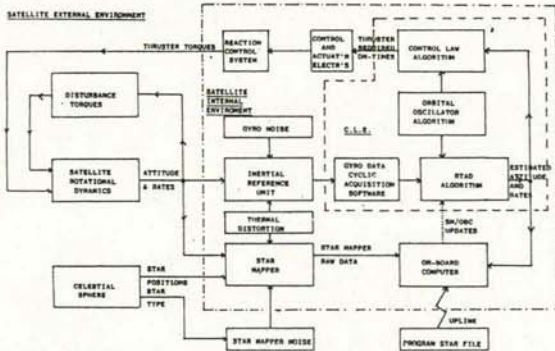 SATELLITE EXTERNAL ENVIRONMENT
THRUSTER TORQUES
REACTION
CONTROL
SYSTEM
CONTROL
AND
ACTUAT'N
ELECTR'S
THRUSTER
REQUIRED
ON-TIMES
CONTROL LAW
ALGORITHM
DISTURBANCE
TORQUES
SATELLITE
INTERNAL
ENVIROMENT
C.L.E.
ORBITAL
OSCILLATOR
ALGORITHM
GYRO NOISE
SATELLITE
ROTATIONAL
DYNAMICS
ATTITUDE
& RATES
INERTIAL
REFERENCE
UNIT
GYRO DATA
CYCLIC
ACQUISITION
SOFTWARE
RTAD
ALGORITHM
ESTIMATED
ATTITUDE
AND
RATES
THERMAL
DISTORTION
SM/OBC
UPDATES
CELESTIAL
SPHERE
STAR
POSITIONS
STAR
TYPE
STAR
MAPPER
STAR MAPPER
RAW DATA
ON-BOARD
COMPUTER
UPLINK
STAR MAPPER NOISE
PROGRAM STAR FILE